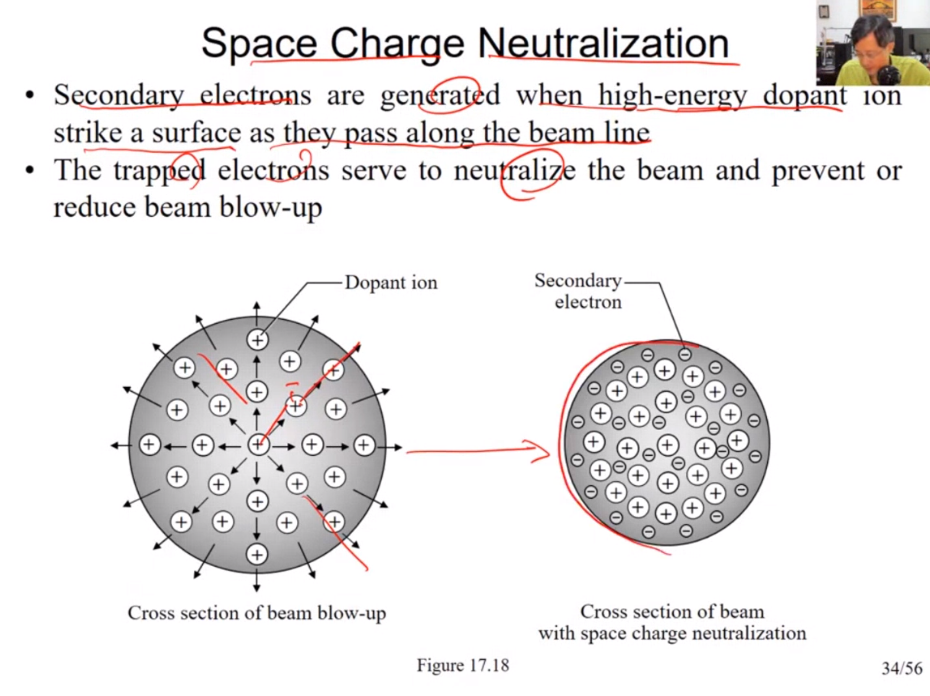 Space Charge Neutralization
• Secondary electrons are generated when high-energy dopant ion
strike a surface as they pass along the beam line
• The trapped electrons serve to neutralize the beam and prevent or
reduce beam blow-up
Dopant ion
Secondary
electron
Cross section of beam blow-up
Cross section of beam
with space charge neutralization
Figure 17.18
34/56